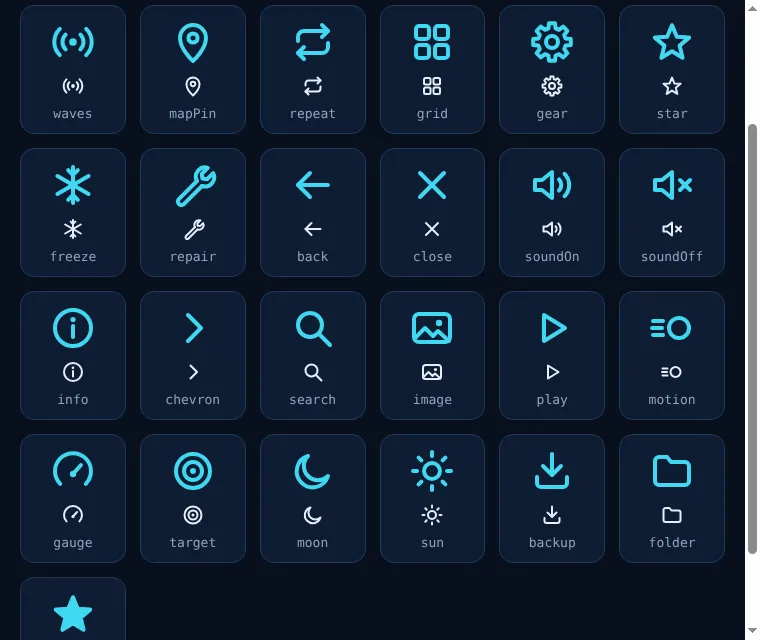 waves
mapPin
repeat
grid
gear
star
freeze
repair
back
close
soundOn
soundOff
info
chevron
search
image
play
motion
gauge
target
moon
sun
backup
folder